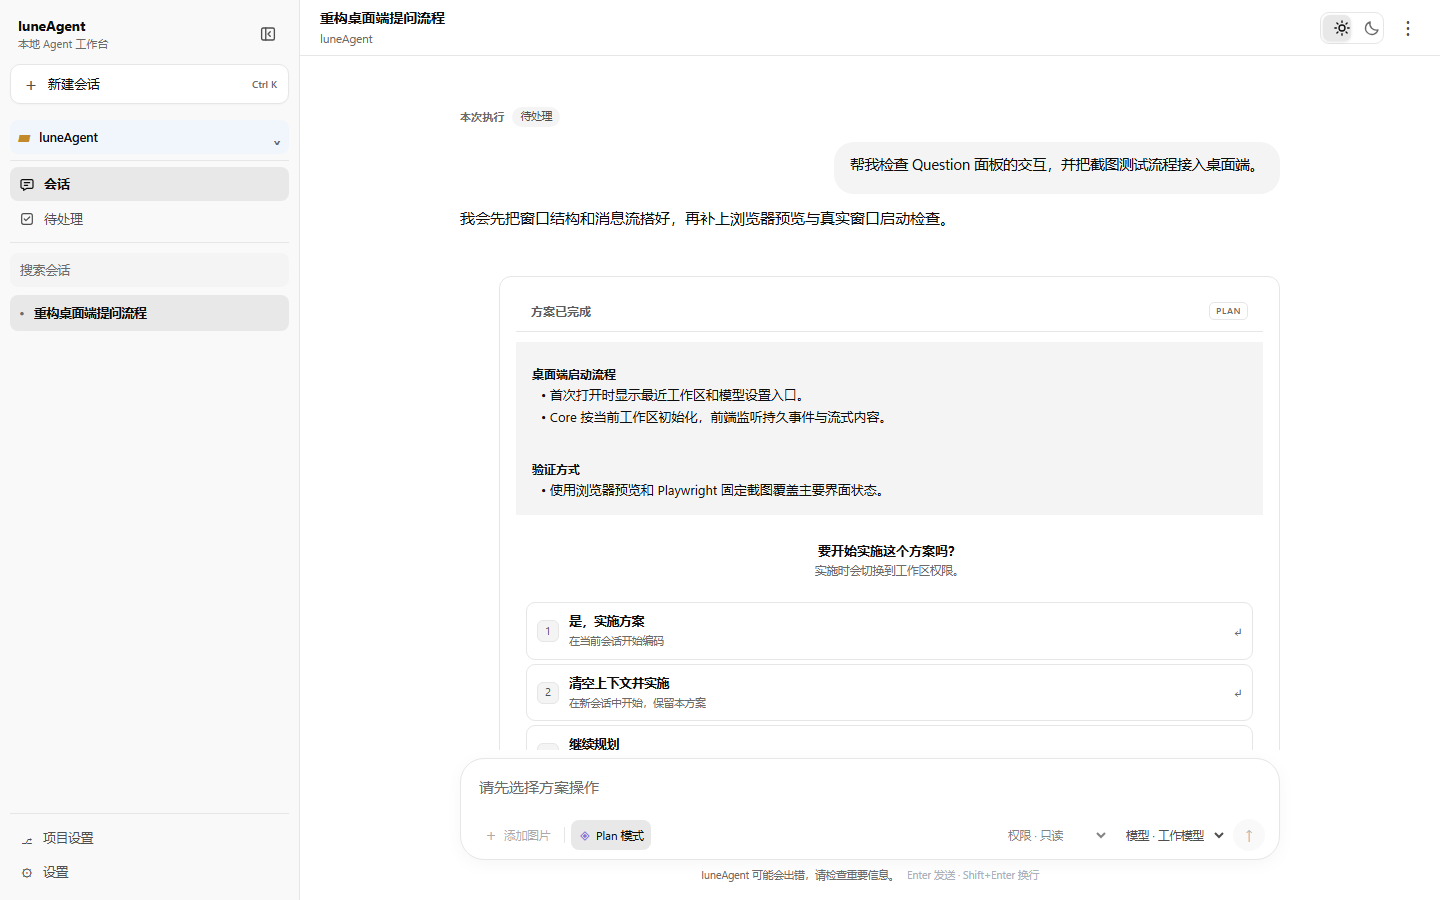 luneAgent
本地 Agent 工作台
+ 新建会话 Ctrl K
luneAgent
会话
待处理
搜索会话
• 重构桌面端提问流程
项目设置
设置
重构桌面端提问流程
luneAgent
本次执行 待处理
帮我检查 Question 面板的交互，并把截图测试流程接入桌面端。
我会先把窗口结构和消息流搭好，再补上浏览器预览与真实窗口启动检查。
方案已完成 PLAN
桌面端启动流程
• 首次打开时显示最近工作区和模型设置入口。
• Core 按当前工作区初始化，前端监听持久事件与流式内容。
验证方式
• 使用浏览器预览和 Playwright 固定截图覆盖主要界面状态。
要开始实施这个方案吗？
实施时会切换到工作区权限。
1 是，实施方案
在当前会话开始编码
2 清空上下文并实施
在新会话中开始，保留本方案
继续规划
请先选择方案操作
+ 添加图片 Plan 模式 权限 · 只读 模型 · 工作模型 ↑
luneAgent 可能会出错，请检查重要信息。 Enter 发送 · Shift+Enter 换行